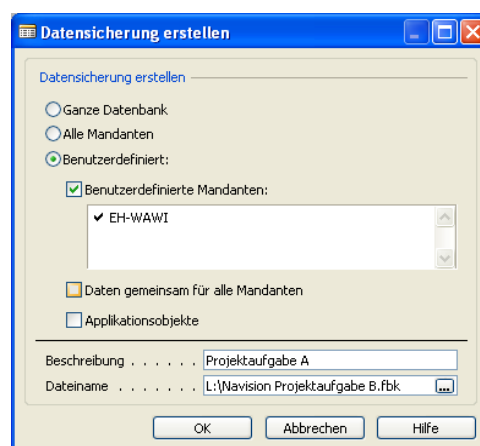 Datensicherung erstellen
Datensicherung erstellen
Ganze Datenbank
Alle Mandanten
Benutzerdefiniert:
Benutzerdefinierte Mandanten:
EH-WAWI
Daten gemeinsam für alle Mandanten
Applikationsobjekte
Beschreibung . . . . . . Projektaufgabe A
Dateiname . . . . . . . L:\Navision Projektaufgabe B.fbk ...
OK Abbrechen Hilfe